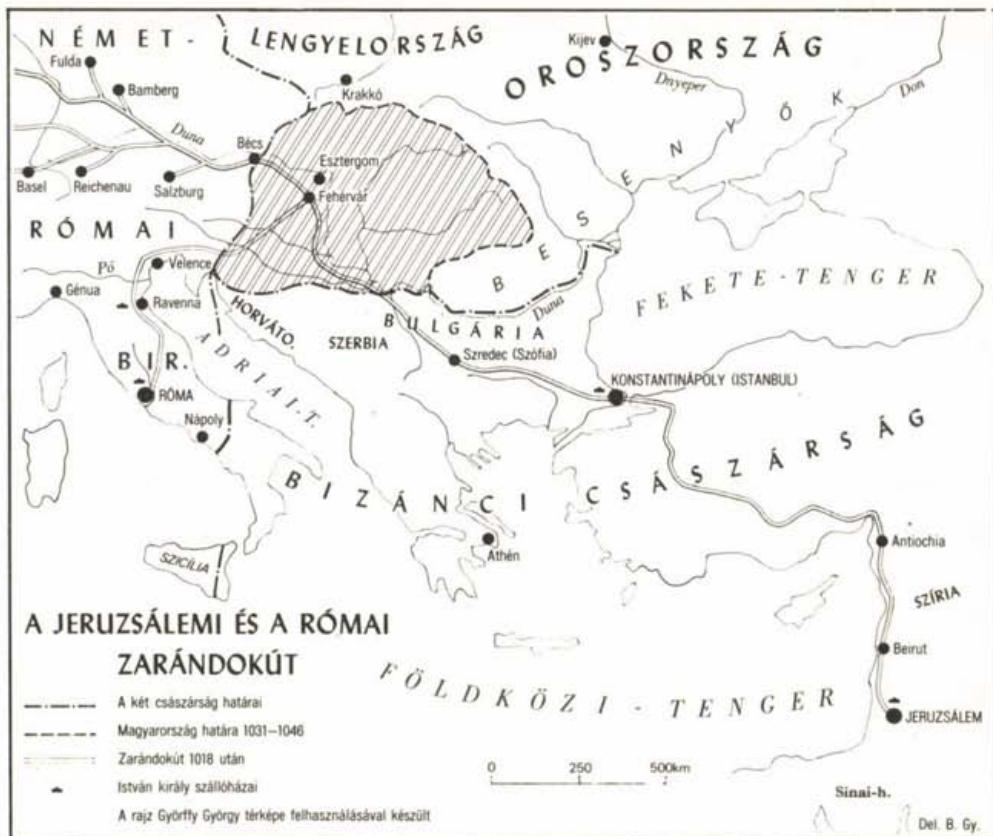 NÉMET-
LENGYELORSZÁG
OROSZORSZÁG
Kijev
Dnyeper
Don
Fulda
Bamberg
Krakkó
BESENYŐK
Duna
Bécs
Esztergom
Fehérvár
Basel
Reichenau
Salzburg
RÓMAI
Pó
Velence
Génua
Ravenna
HORVÁTO.
SZERBIA
BULGÁRIA
Duna
FEKETE-TENGER
Szredec (Szófia)
ADRIAI-T.
BIR.
RÓMA
KONSTANTINÁPOLY (ISTANBUL)
Nápoly
BIZÁNCI CSÁSZÁRSÁG
Athén
Antiochia
SZICÍLIA
SZÍRIA
Beirut
FÖLDKÖZI-TENGER
JERUZSÁLEM
A JERUZSÁLEMI ÉS A RÓMAI
ZARÁNDOKÚT
A két császárság határai
Magyarország határa 1031–1046
Zarándokút 1018 után
István király szállóházai
A rajz Györffy György térképe felhasználásával készült
0 250 500km
Sinai-h.
Del. B. Gy.